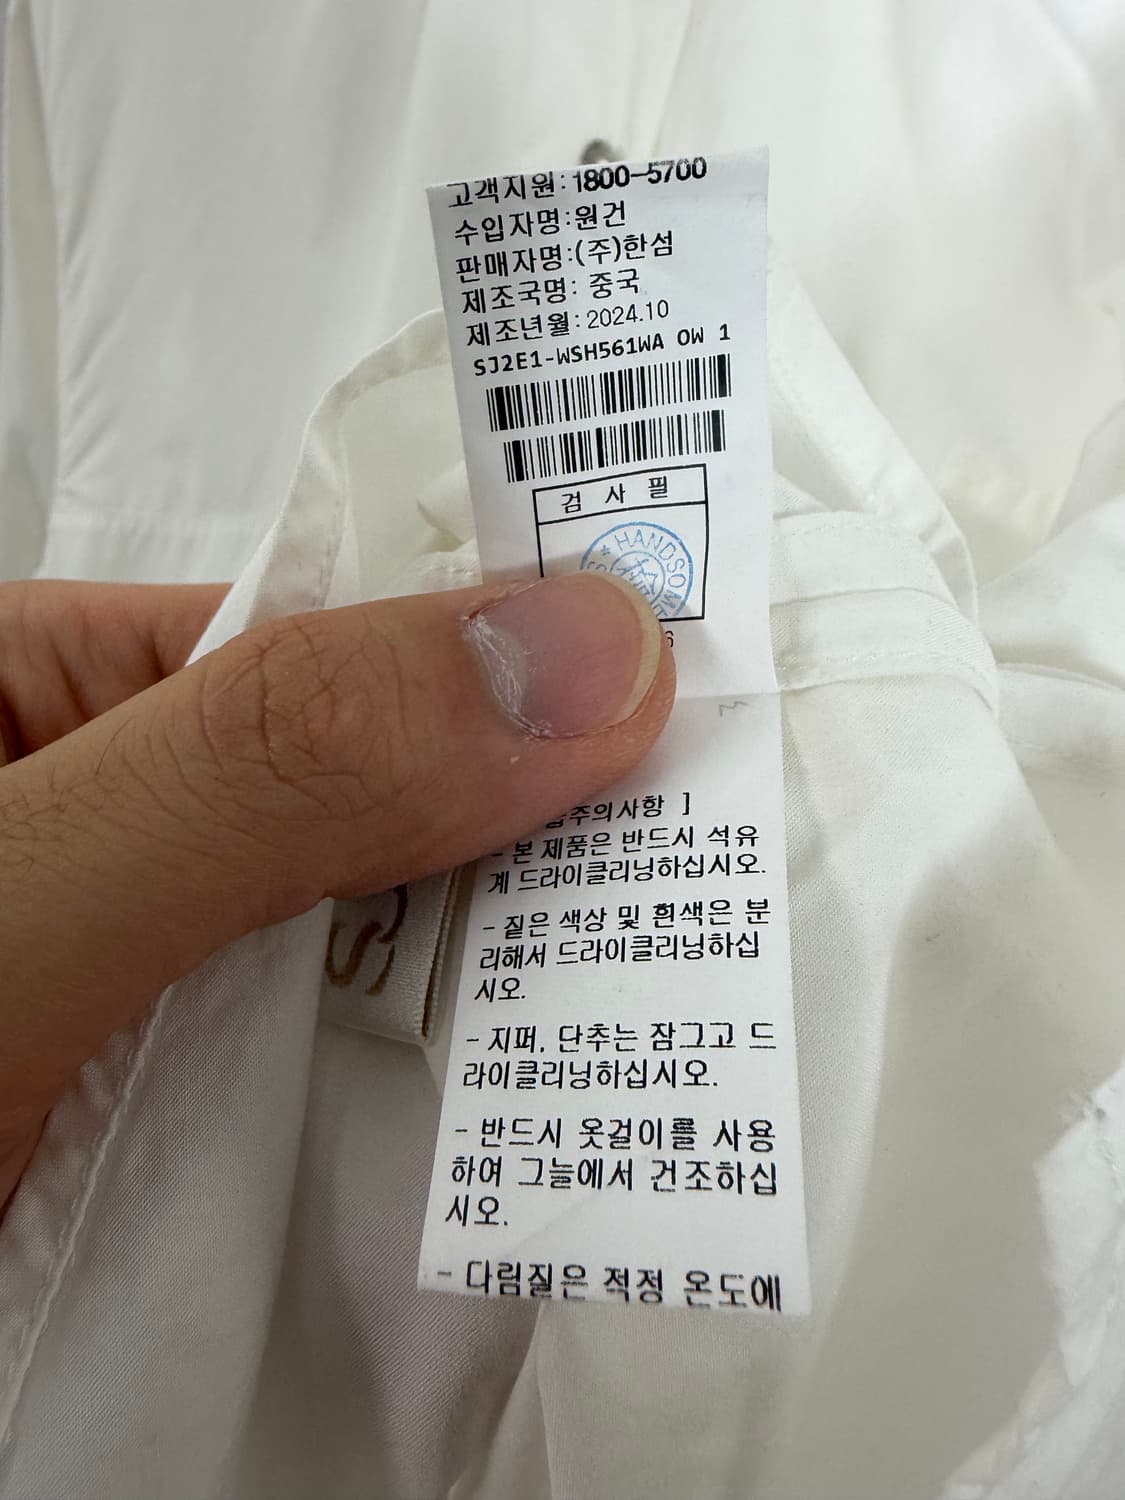 고객지원:1800-5700
수입자명:원건
판매자명:(주)한섬
제조국명: 중국
제조년월:2024.10
SJ2E1-WSH561WA OW 1
검 사 필
* HANDSOM
6
급주의사항 ]
- 본 제품은 반드시 석유
계 드라이클리닝하십시오.
- 짙은 색상 및 흰색은 분
리해서 드라이클리닝하십
시오.
- 지퍼, 단추는 잠그고 드
라이클리닝하십시오.
- 반드시 옷걸이를 사용
하여 그늘에서 건조하십
시오.
- 다림질은 적정 온도에
S